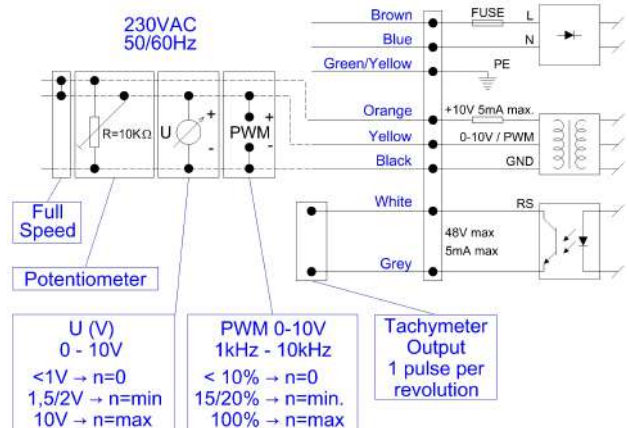 230VAC
50/60Hz
Brown
FUSE
L
Blue
N
Green/Yellow
PE
Orange
+10V 5mA max.
Yellow
0-10V / PWM
Black
GND
R=10KΩ
U
+
-
PWM
+
-
White
RS
48V max
5mA max
Grey
Full
Speed
Potentiometer
U (V)
0 - 10V
<1V → n=0
1,5/2V → n=min
10V → n=max
PWM 0-10V
1kHz - 10kHz
< 10% → n=0
15/20% → n=min.
100% → n=max
Tachymeter
Output
1 pulse per
revolution